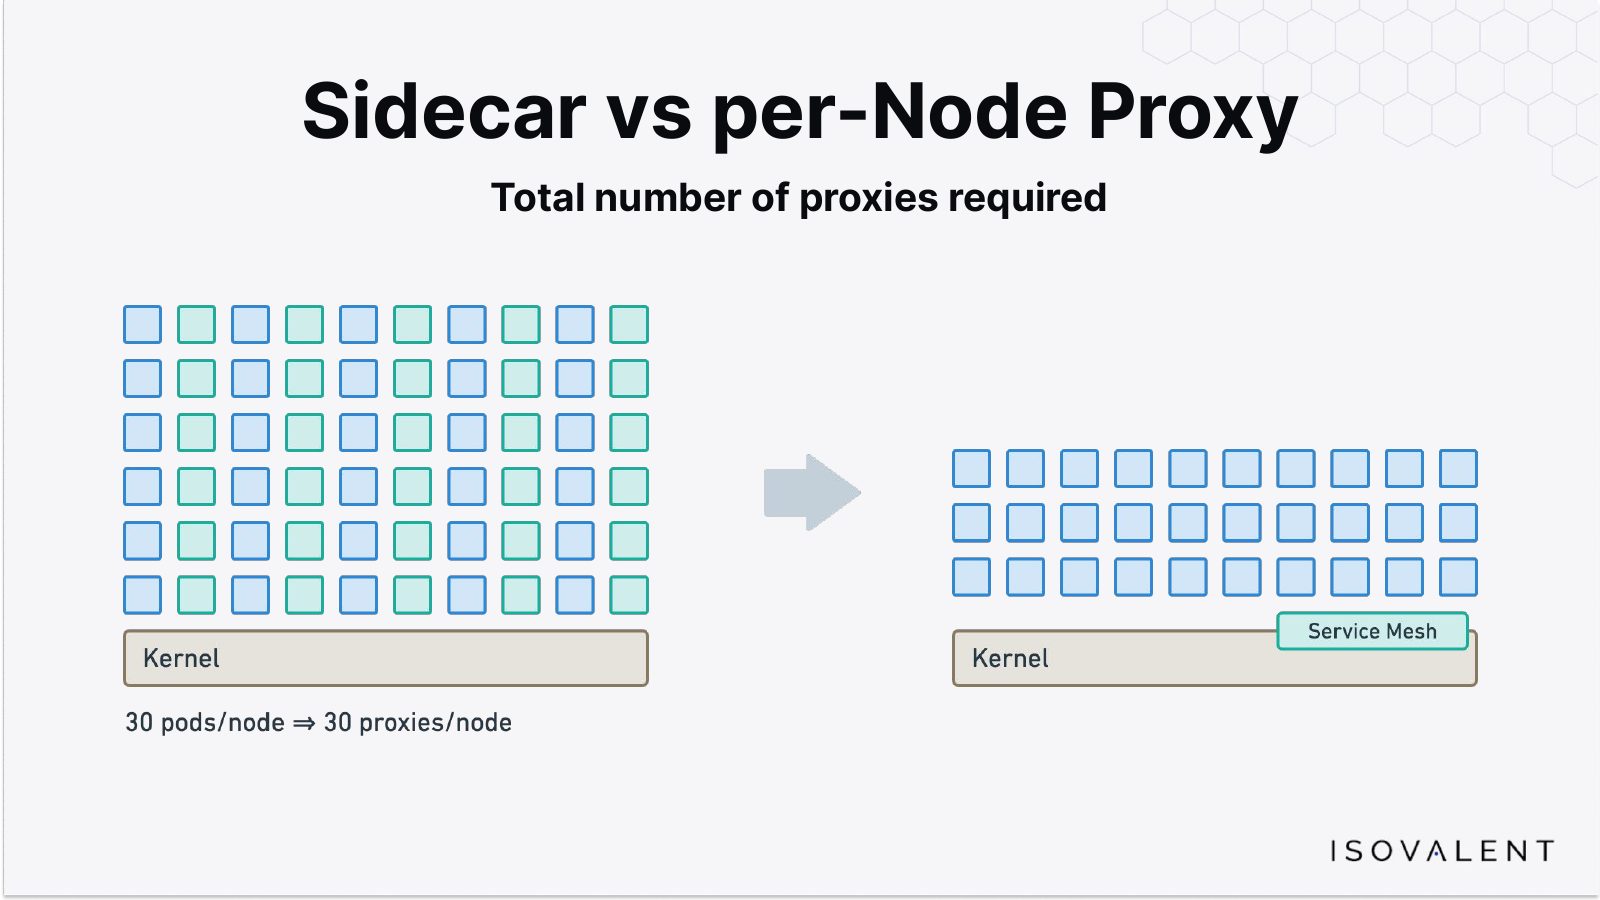 Sidecar vs per-Node Proxy
Total number of proxies required
Service Mesh
Kernel
Kernel
30 pods/node ⇒ 30 proxies/node
ISOVALENT